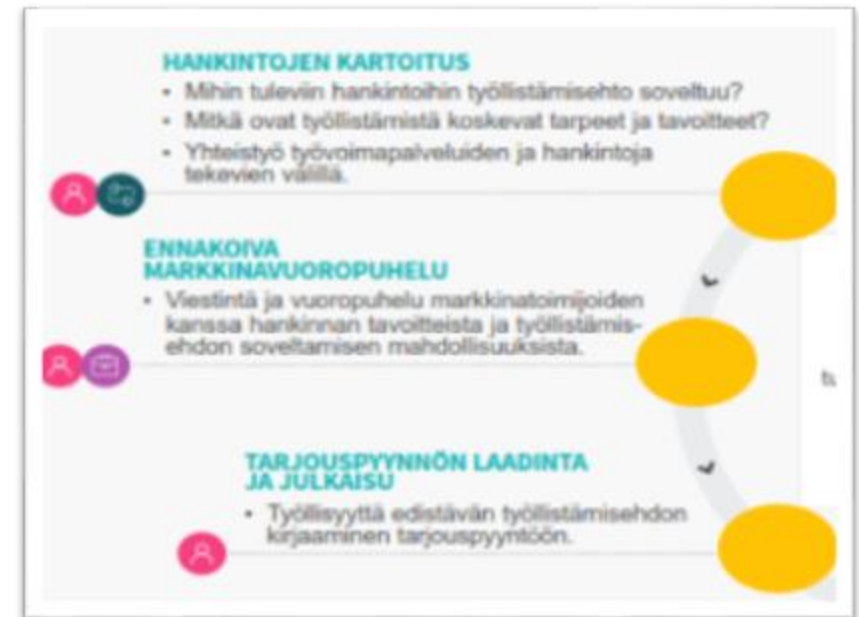 HANKINTOJEN KARTOITUS
• Mihin tuleviin hankintoihin työllistämisehto soveltuu?
• Mitkä ovat työllistämistä koskevat tarpeet ja tavoitteet?
• Yhteistyö työvoimapalveluiden ja hankintoja
tekevien välillä.
ENNAKOIVA
MARKKINAVUOROPUHELU
• Viestintä ja vuoropuhelu markkinatoimijoiden
kanssa hankinnan tavoitteista ja työllistämis-
ehdon soveltamisen mahdollisuuksista.
TARJOUSPYYNNÖN LAADINTA
JA JULKAISU
• Työllisyyttä edistävän työllistämisehdon
kirjaaminen tarjouspyyntöön.